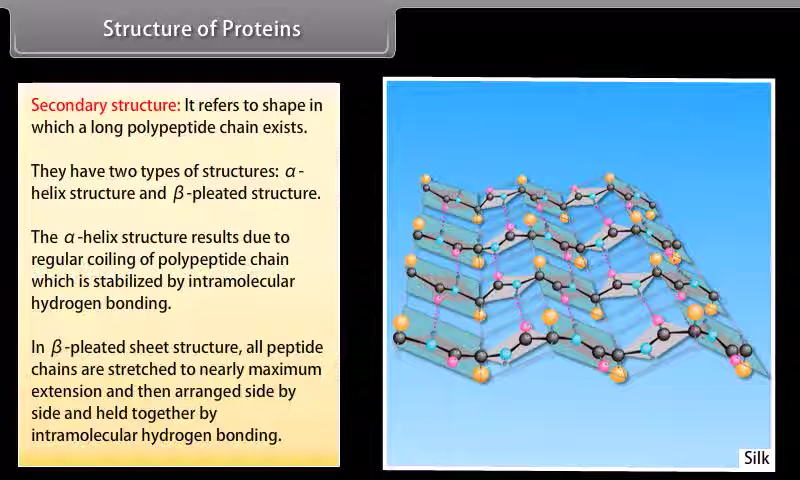 Structure of Proteins
Secondary structure: It refers to shape in
which a long polypeptide chain exists.
They have two types of structures: α-
helix structure and β-pleated structure.
The α-helix structure results due to
regular coiling of polypeptide chain
which is stabilized by intramolecular
hydrogen bonding.
In β-pleated sheet structure, all peptide
chains are stretched to nearly maximum
extension and then arranged side by
side and held together by
intramolecular hydrogen bonding.
Silk